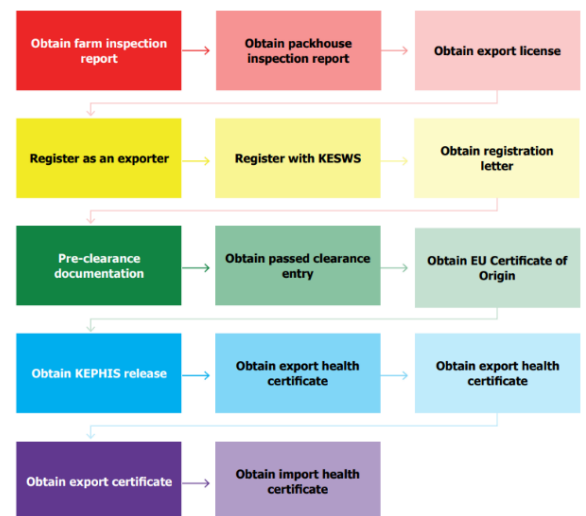 Obtain farm inspection
report
Obtain packhouse
inspection report
Obtain export license
Register as an exporter
Register with KESWS
Obtain registration
letter
Pre-clearance
documentation
Obtain passed clearance
entry
Obtain EU Certificate of
Origin
Obtain KEPHIS release
Obtain export health
certificate
Obtain export health
certificate
Obtain export certificate
Obtain import health
certificate